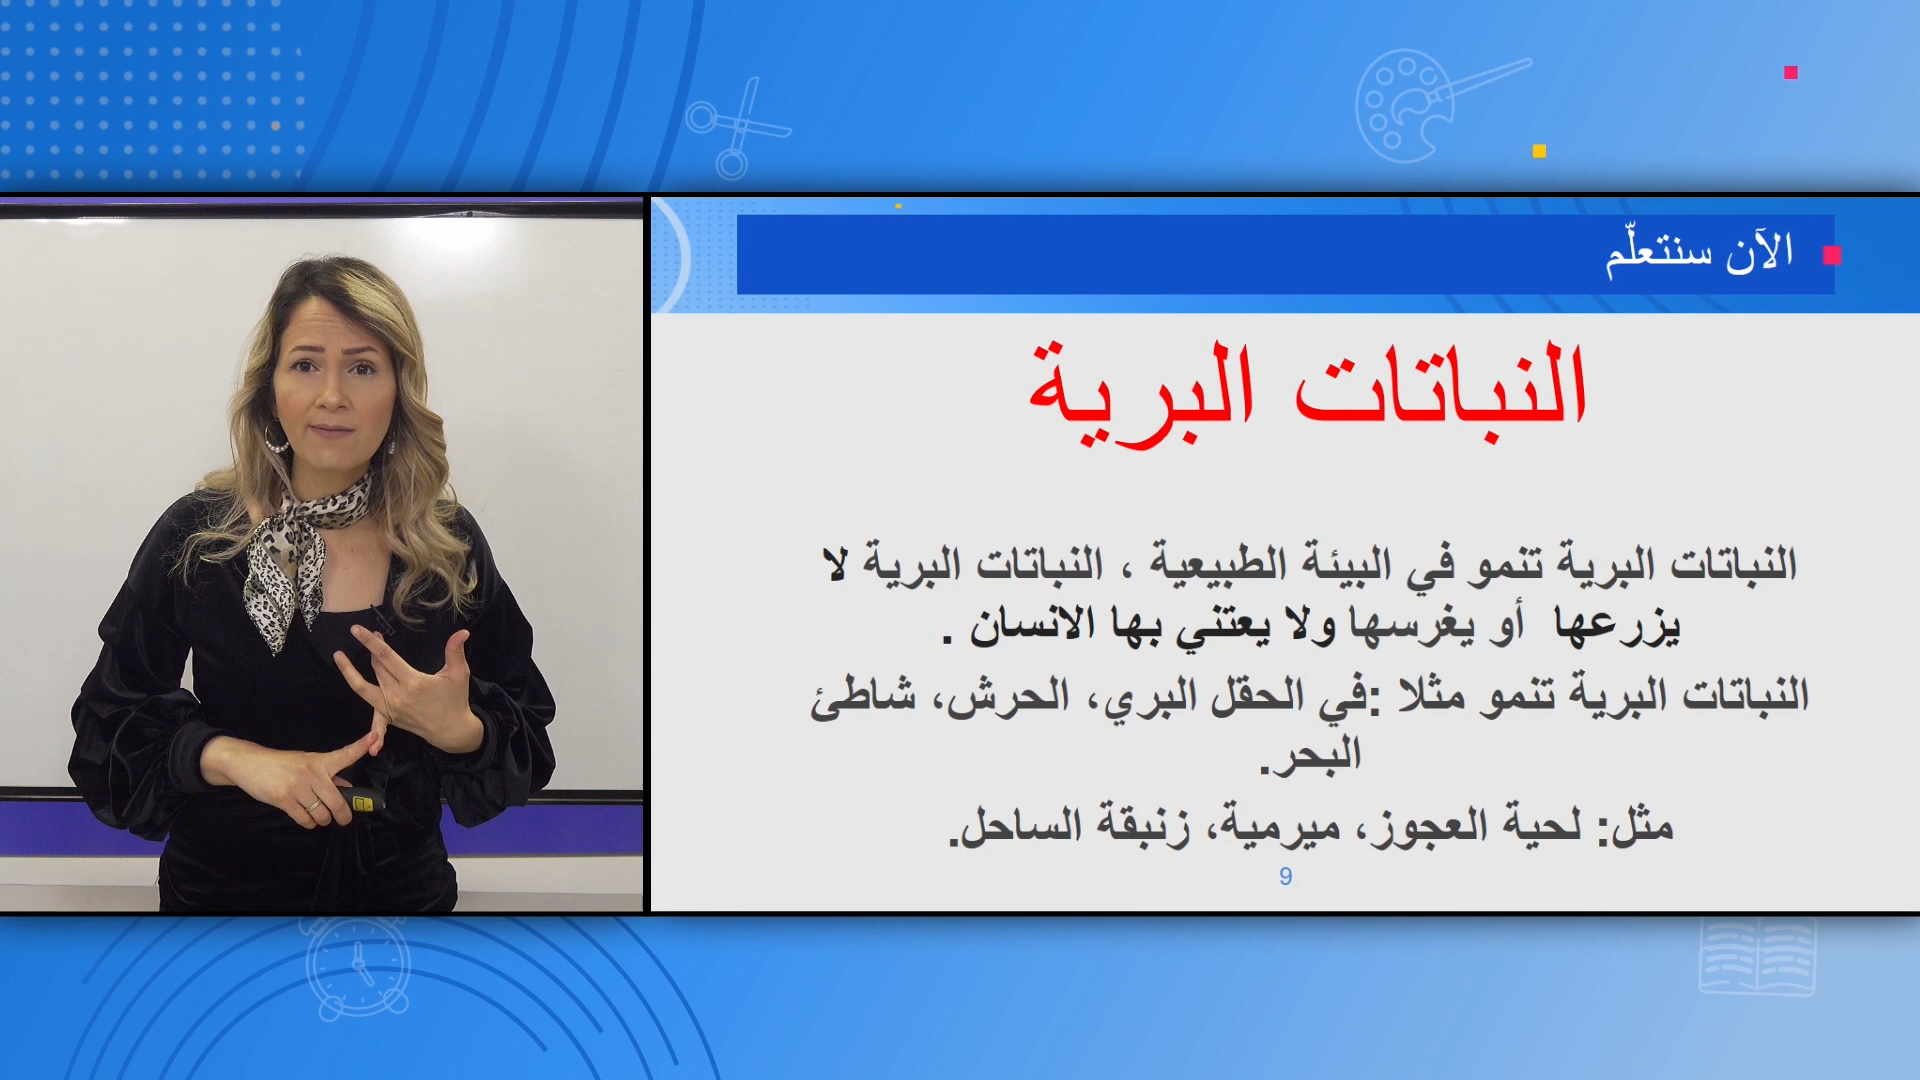 الآن سنتعلّم
النباتات البرية
النباتات البرية تنمو في البيئة الطبيعية ، النباتات البرية لا
يزرعها أو يغرسها ولا يعتني بها الانسان .
النباتات البرية تنمو مثلا :في الحقل البري، الحرش، شاطئ
البحر.
مثل: لحية العجوز، ميرمية، زنبقة الساحل.
9